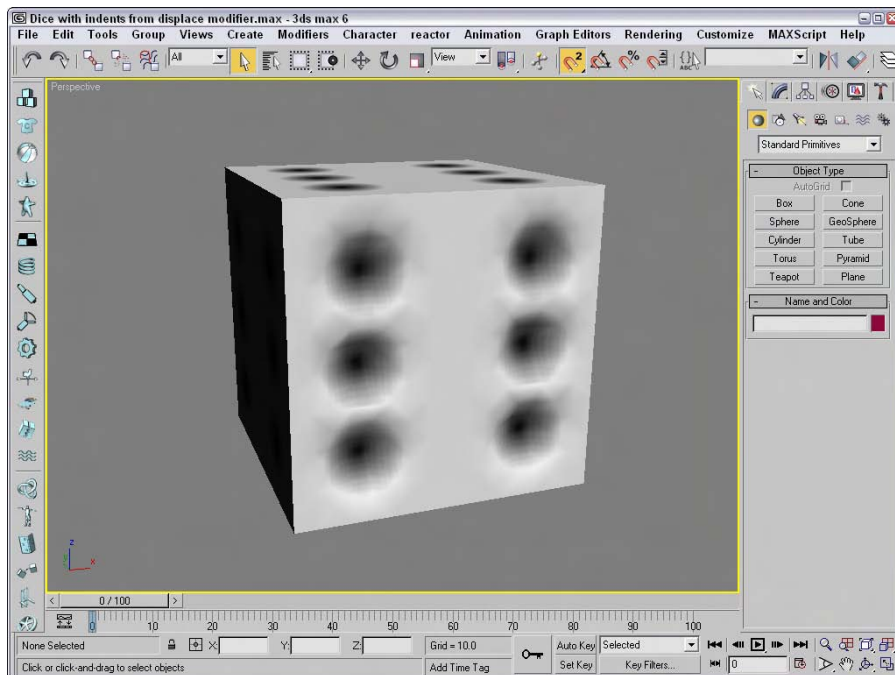 Dice with indents from displace modifier.max - 3ds max 6
File Edit Tools Group Views Create Modifiers Character reactor Animation Graph Editors Rendering Customize MAXScript Help
All View
Perspective
Standard Primitives
- Object Type
AutoGrid
Box Cone
Sphere GeoSphere
Cylinder Tube
Torus Pyramid
Teapot Plane
- Name and Color
z
x
< 0 / 100 >
0 10 20 30 40 50 60 70 80 90 100
None Selected X: Y: Z: Grid = 10.0 Auto Key Selected
Click or click-and-drag to select objects Add Time Tag Set Key Key Filters... 0